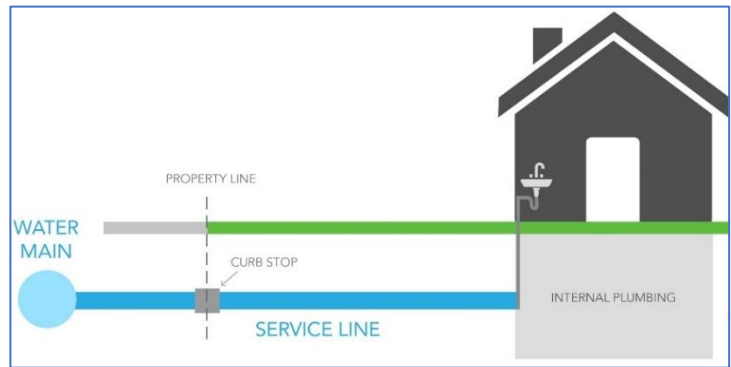 PROPERTY LINE
WATER
MAIN
CURB STOP
SERVICE LINE
INTERNAL PLUMBING